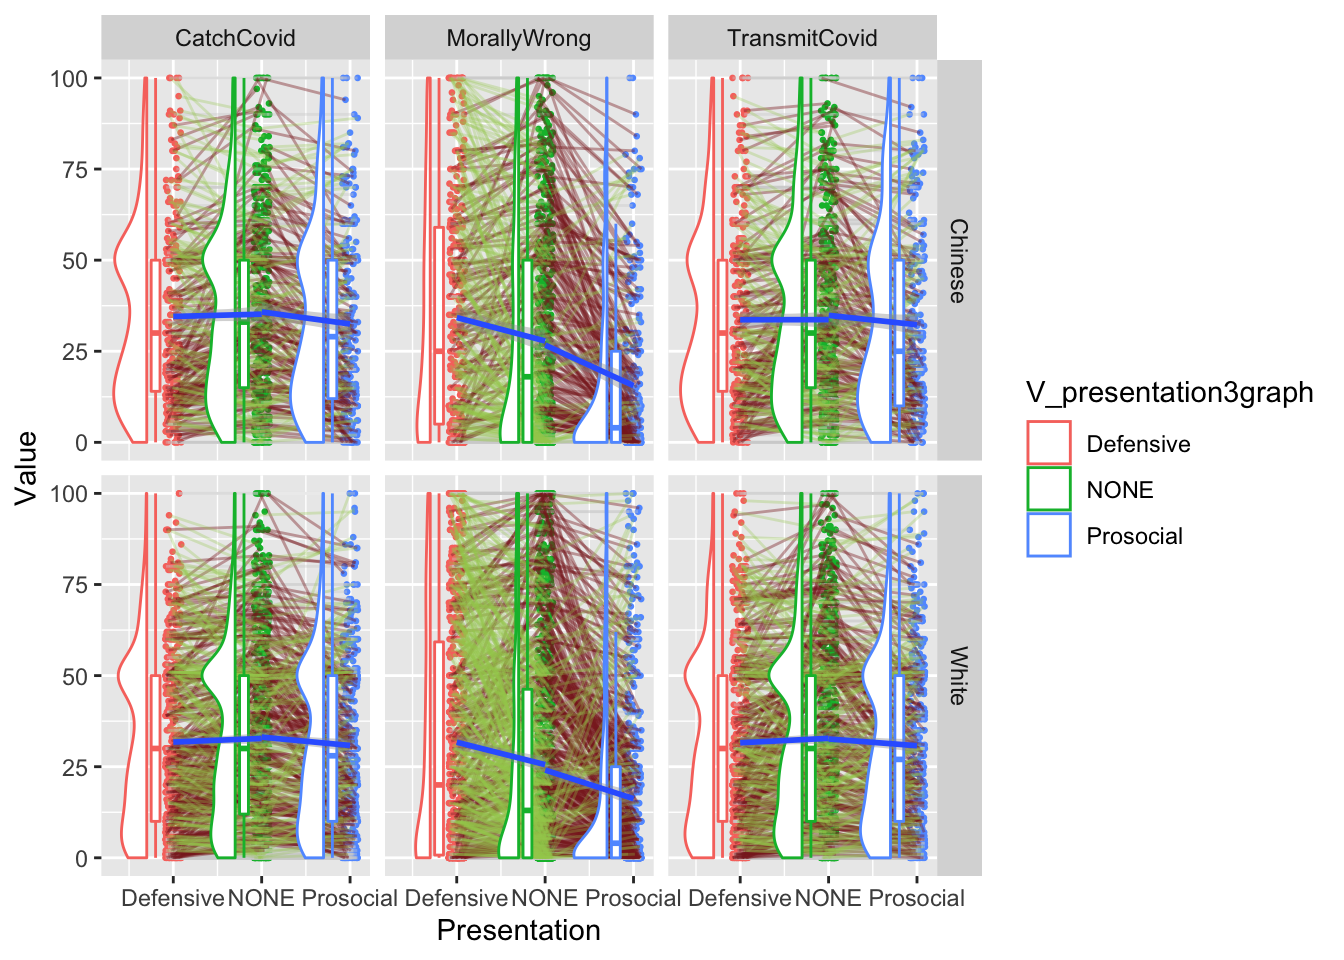 CatchCovid MorallyWrong TransmitCovid
100
75
50
25
0
Chinese
100
75
50
25
0
White
Value
Defensive NONE Prosocial Defensive NONE Prosocial Defensive NONE Prosocial
Presentation
V_presentation3graph
Defensive
NONE
Prosocial